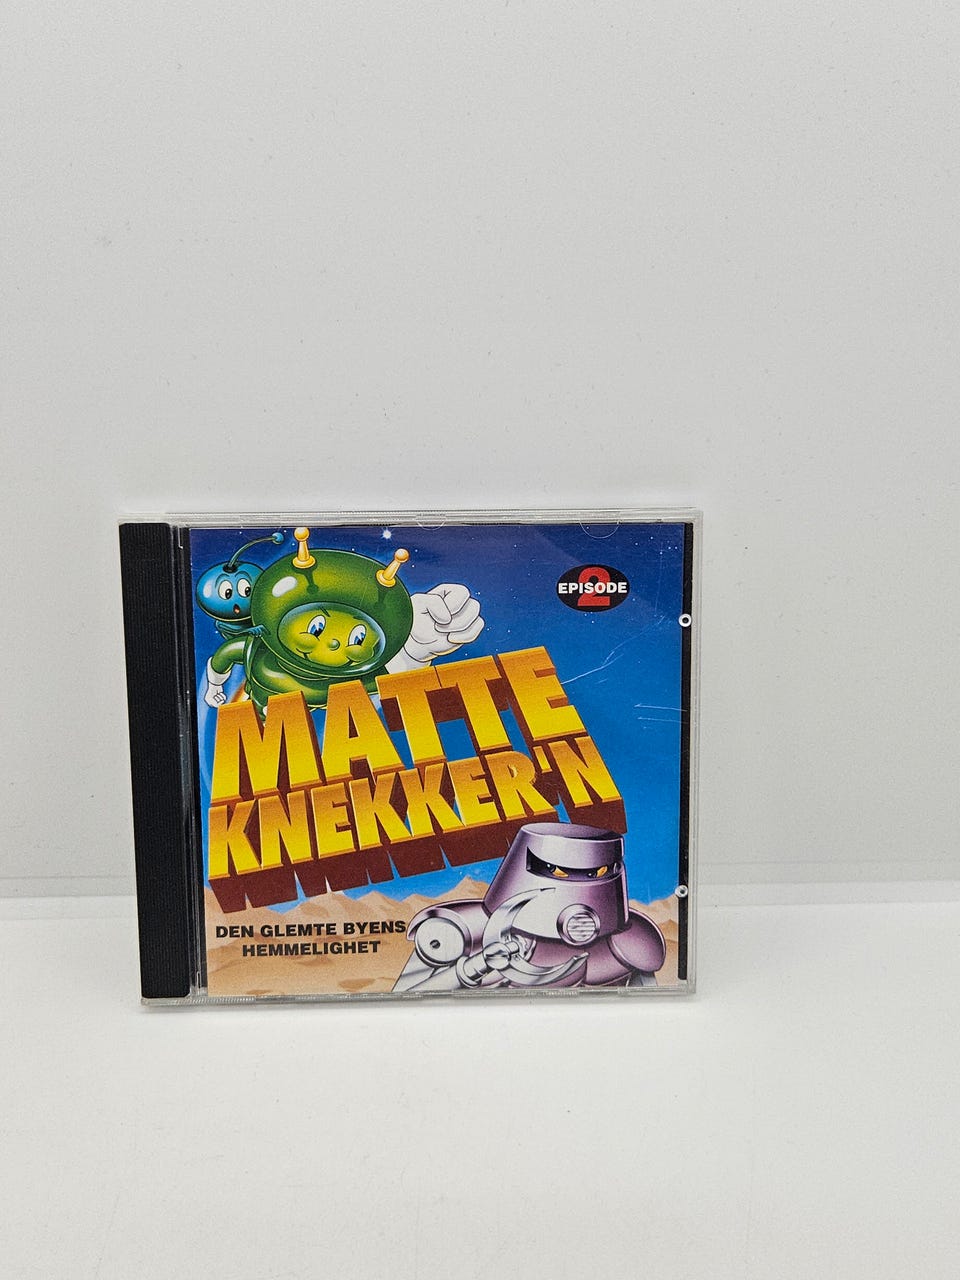 EPISODE
2
MATTE
KNEKKER'N
DEN GLEMTE BYENS
HEMMELIGHET